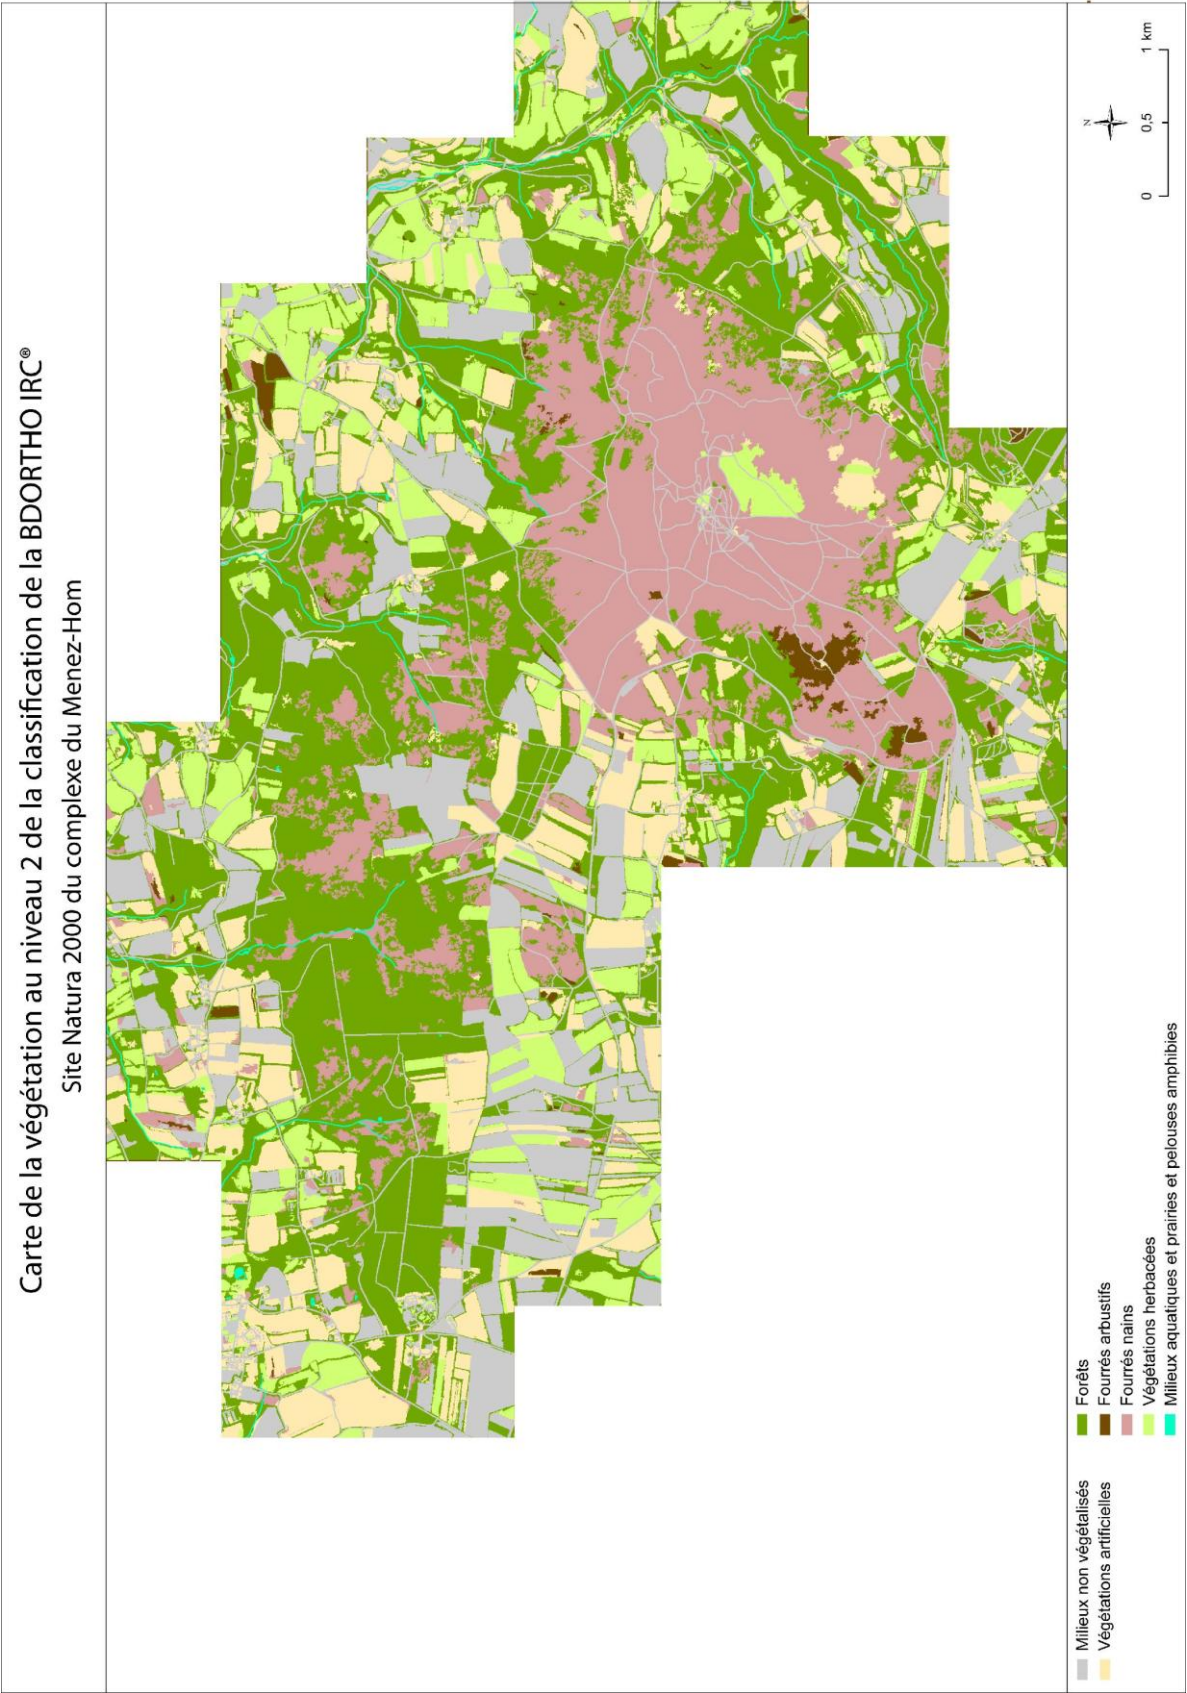 Carte de la végétation au niveau 2 de la classification de la BDORTHO IRC®
Site Natura 2000 du complexe du Menez-Hom
Milieux non végétalisés
Végétations artificielles
Forêts
Fourrés arbustifs
Fourrés nains
Végétations herbacées
Milieux aquatiques et prairies et pelouses amphibies
N
0 0,5 1 km